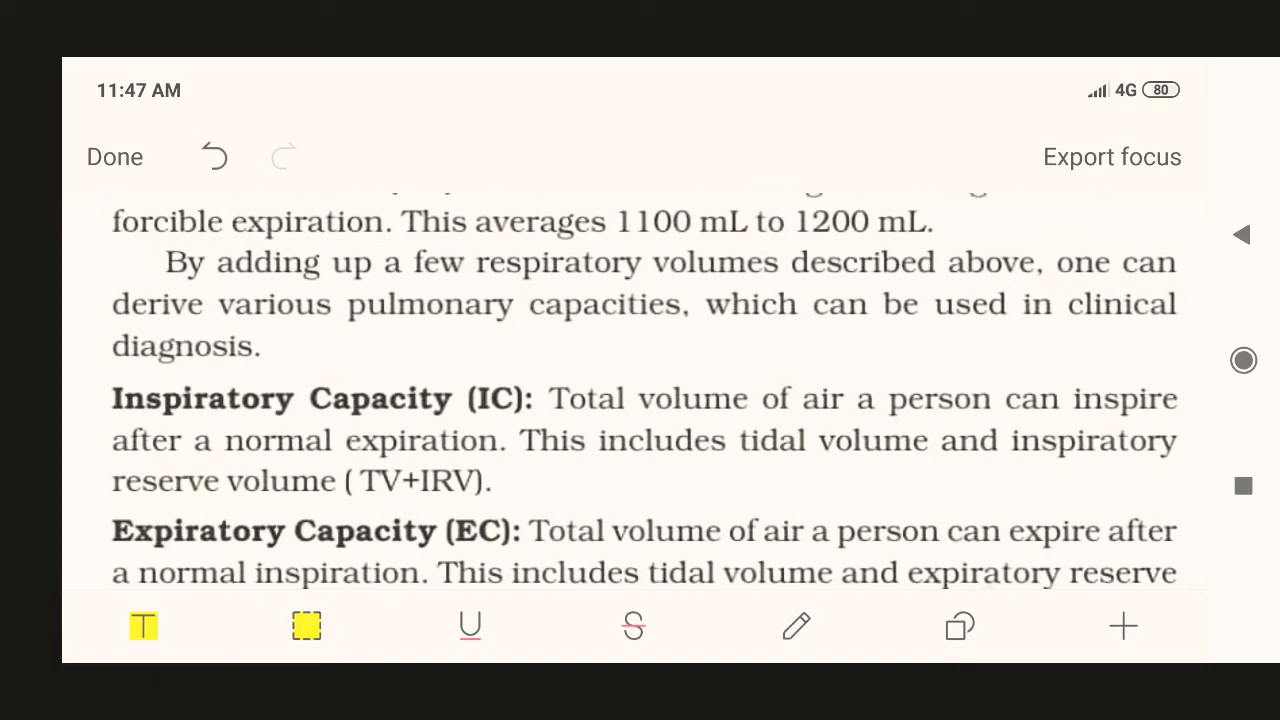 11:47 AM
4G 80
Done
Export focus
forcible expiration. This averages 1100 mL to 1200 mL.
By adding up a few respiratory volumes described above, one can
derive various pulmonary capacities, which can be used in clinical
diagnosis.
Inspiratory Capacity (IC): Total volume of air a person can inspire
after a normal expiration. This includes tidal volume and inspiratory
reserve volume ( TV+IRV).
Expiratory Capacity (EC): Total volume of air a person can expire after
a normal inspiration. This includes tidal volume and expiratory reserve
T U S